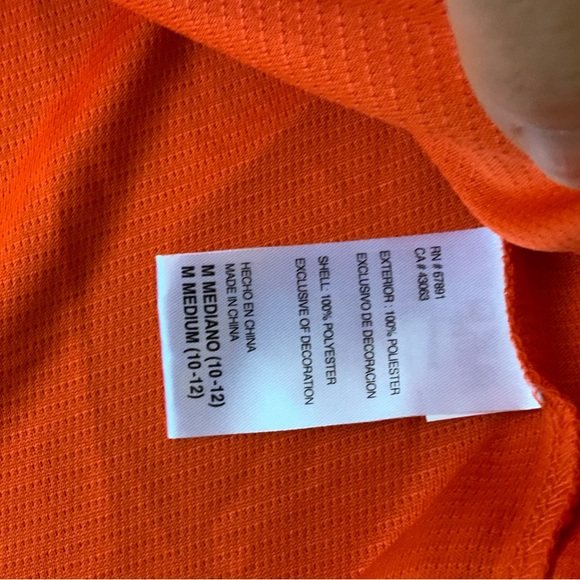 RN # 67891
CA # 43083
EXTERIOR : 100% POLIESTER
EXCLUSIVO DE DECORACION
SHELL: 100% POLYESTER
EXCLUSIVE OF DECORATION
HECHO EN CHINA
MADE IN CHINA
M MEDIANO (10-12)
M MEDIUM (10-12)